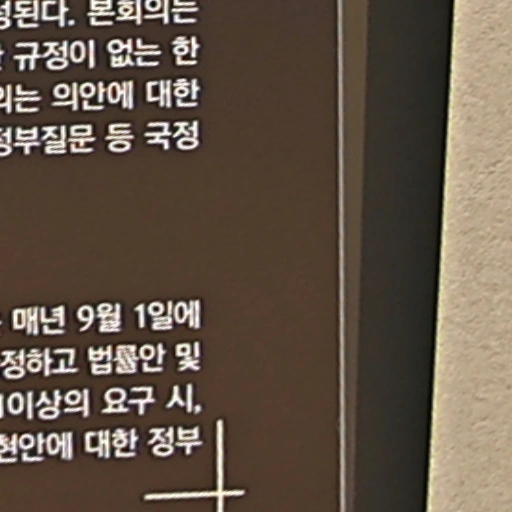 된다. 본회의는
규정이 없는 한
의는 의안에 대한
정부질문 등 국정
매년 9월 1일에
정하고 법률안 및
이상의 요구 시,
현안에 대한 정부